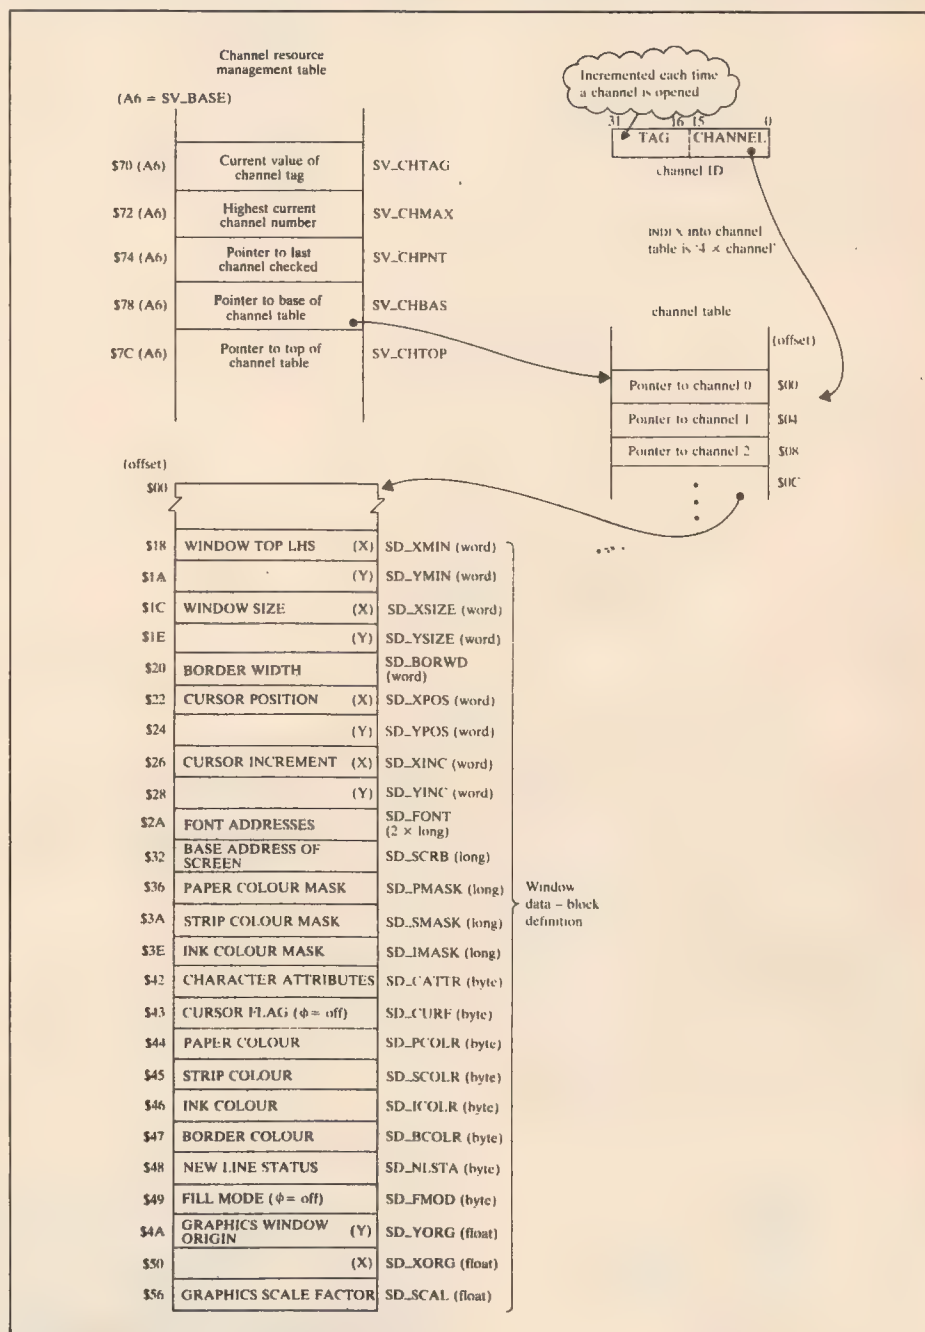 Channel resource
management table
(A6 = SV_BASE)
$70 (A6) Current value of
channel tag SV_CHTAG
$72 (A6) Highest current
channel number SV_CHMAX
$74 (A6) Pointer to last
channel checked SV_CHPNT
$78 (A6) Pointer to base of
channel table SV_CHBAS
$7C (A6) Pointer to top of
channel table SV_CHTOP
Incremented each time
a channel is opened
31 16 15 0
TAG CHANNEL
channel ID
INDEX into channel
table is '4 × channel'
channel table
(offset)
Pointer to channel 0 $00
Pointer to channel 1 $04
Pointer to channel 2 $08
$0C
(offset)
$00
$18 WINDOW TOP LHS (X) SD_XMIN (word)
$1A (Y) SD_YMIN (word)
$1C WINDOW SIZE (X) SD_XSIZE (word)
$1E (Y) SD_YSIZE (word)
$20 BORDER WIDTH SD_BORWD
(word)
$22 CURSOR POSITION (X) SD_XPOS (word)
$24 (Y) SD_YPOS (word)
$26 CURSOR INCREMENT (X) SD_XINC (word)
$28 (Y) SD_YINC (word)
$2A FONT ADDRESSES SD_FONT
(2 × long)
$32 BASE ADDRESS OF
SCREEN SD_SCRB (long)
$36 PAPER COLOUR MASK SD_PMASK (long)
$3A STRIP COLOUR MASK SD_SMASK (long)
$3E INK COLOUR MASK SD_IMASK (long)
$42 CHARACTER ATTRIBUTES SD_CATTR (byte)
$43 CURSOR FLAG (ϕ = off) SD_CURF (byte)
$44 PAPER COLOUR SD_PCOLR (byte)
$45 STRIP COLOUR SD_SCOLR (byte)
$46 INK COLOUR SD_ICOLR (byte)
$47 BORDER COLOUR SD_BCOLR (byte)
$48 NEW LINE STATUS SD_NLSTA (byte)
$49 FILL MODE (ϕ = off) SD_FMOD (byte)
$4A GRAPHICS WINDOW
ORIGIN (Y) SD_YORG (float)
$50 (X) SD_XORG (float)
$56 GRAPHICS SCALE FACTOR SD_SCAL (float)
Window
data – block
definition